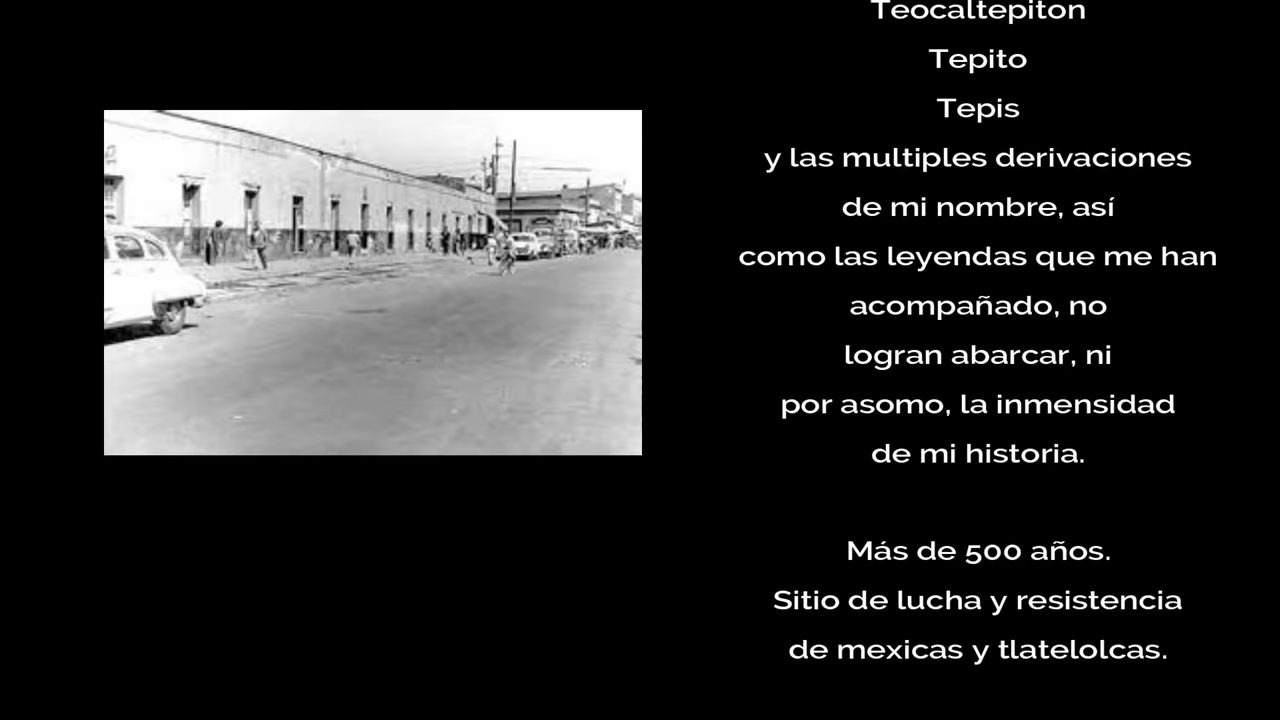 Teocaltepiton
Tepito
Tepis
y las multiples derivaciones
de mi nombre, así
como las leyendas que me han
acompañado, no
logran abarcar, ni
por asomo, la inmensidad
de mi historia.
Más de 500 años.
Sitio de lucha y resistencia
de mexicas y tlatelolcas.